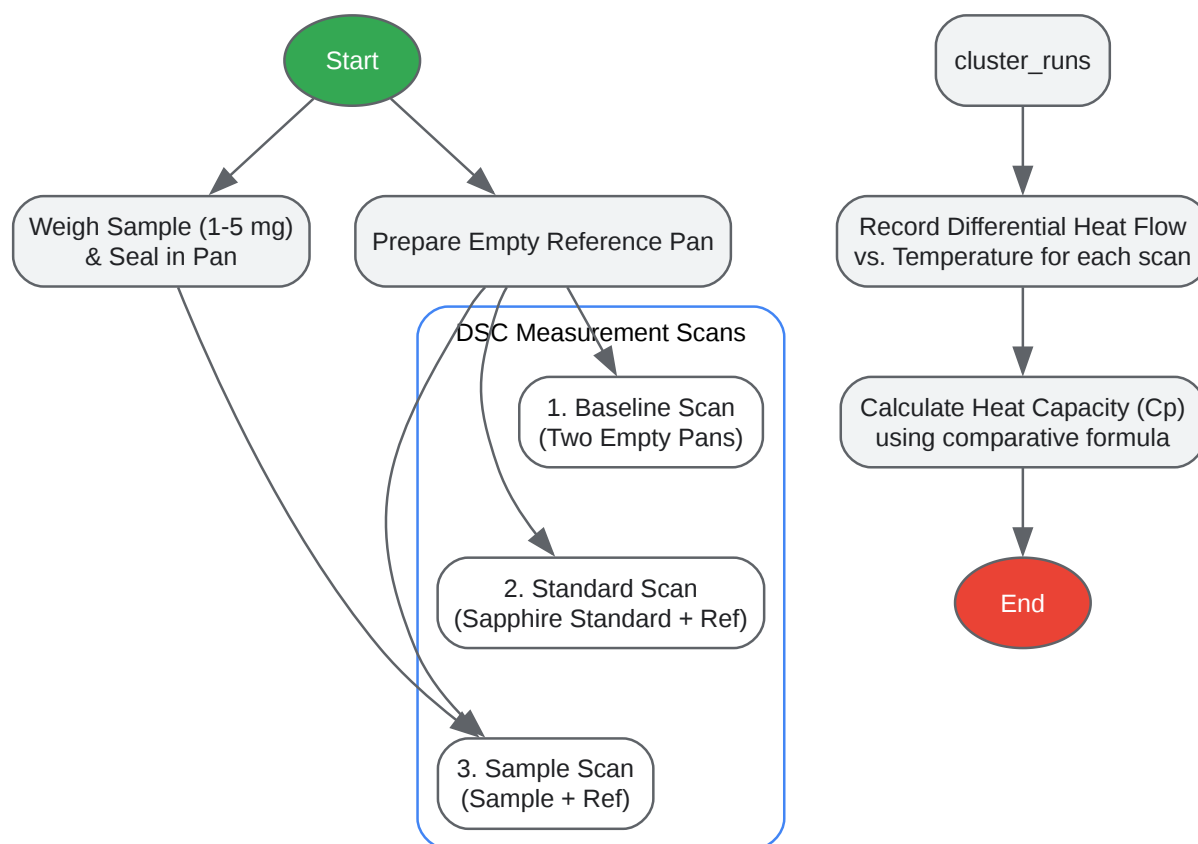 Start
Weigh Sample (1-5 mg)
& Seal in Pan
Prepare Empty Reference Pan
DSC Measurement Scans
1. Baseline Scan
(Two Empty Pans)
2. Standard Scan
(Sapphire Standard + Ref)
3. Sample Scan
(Sample + Ref)
cluster_runs
Record Differential Heat Flow
vs. Temperature for each scan
Calculate Heat Capacity (Cp)
using comparative formula
End